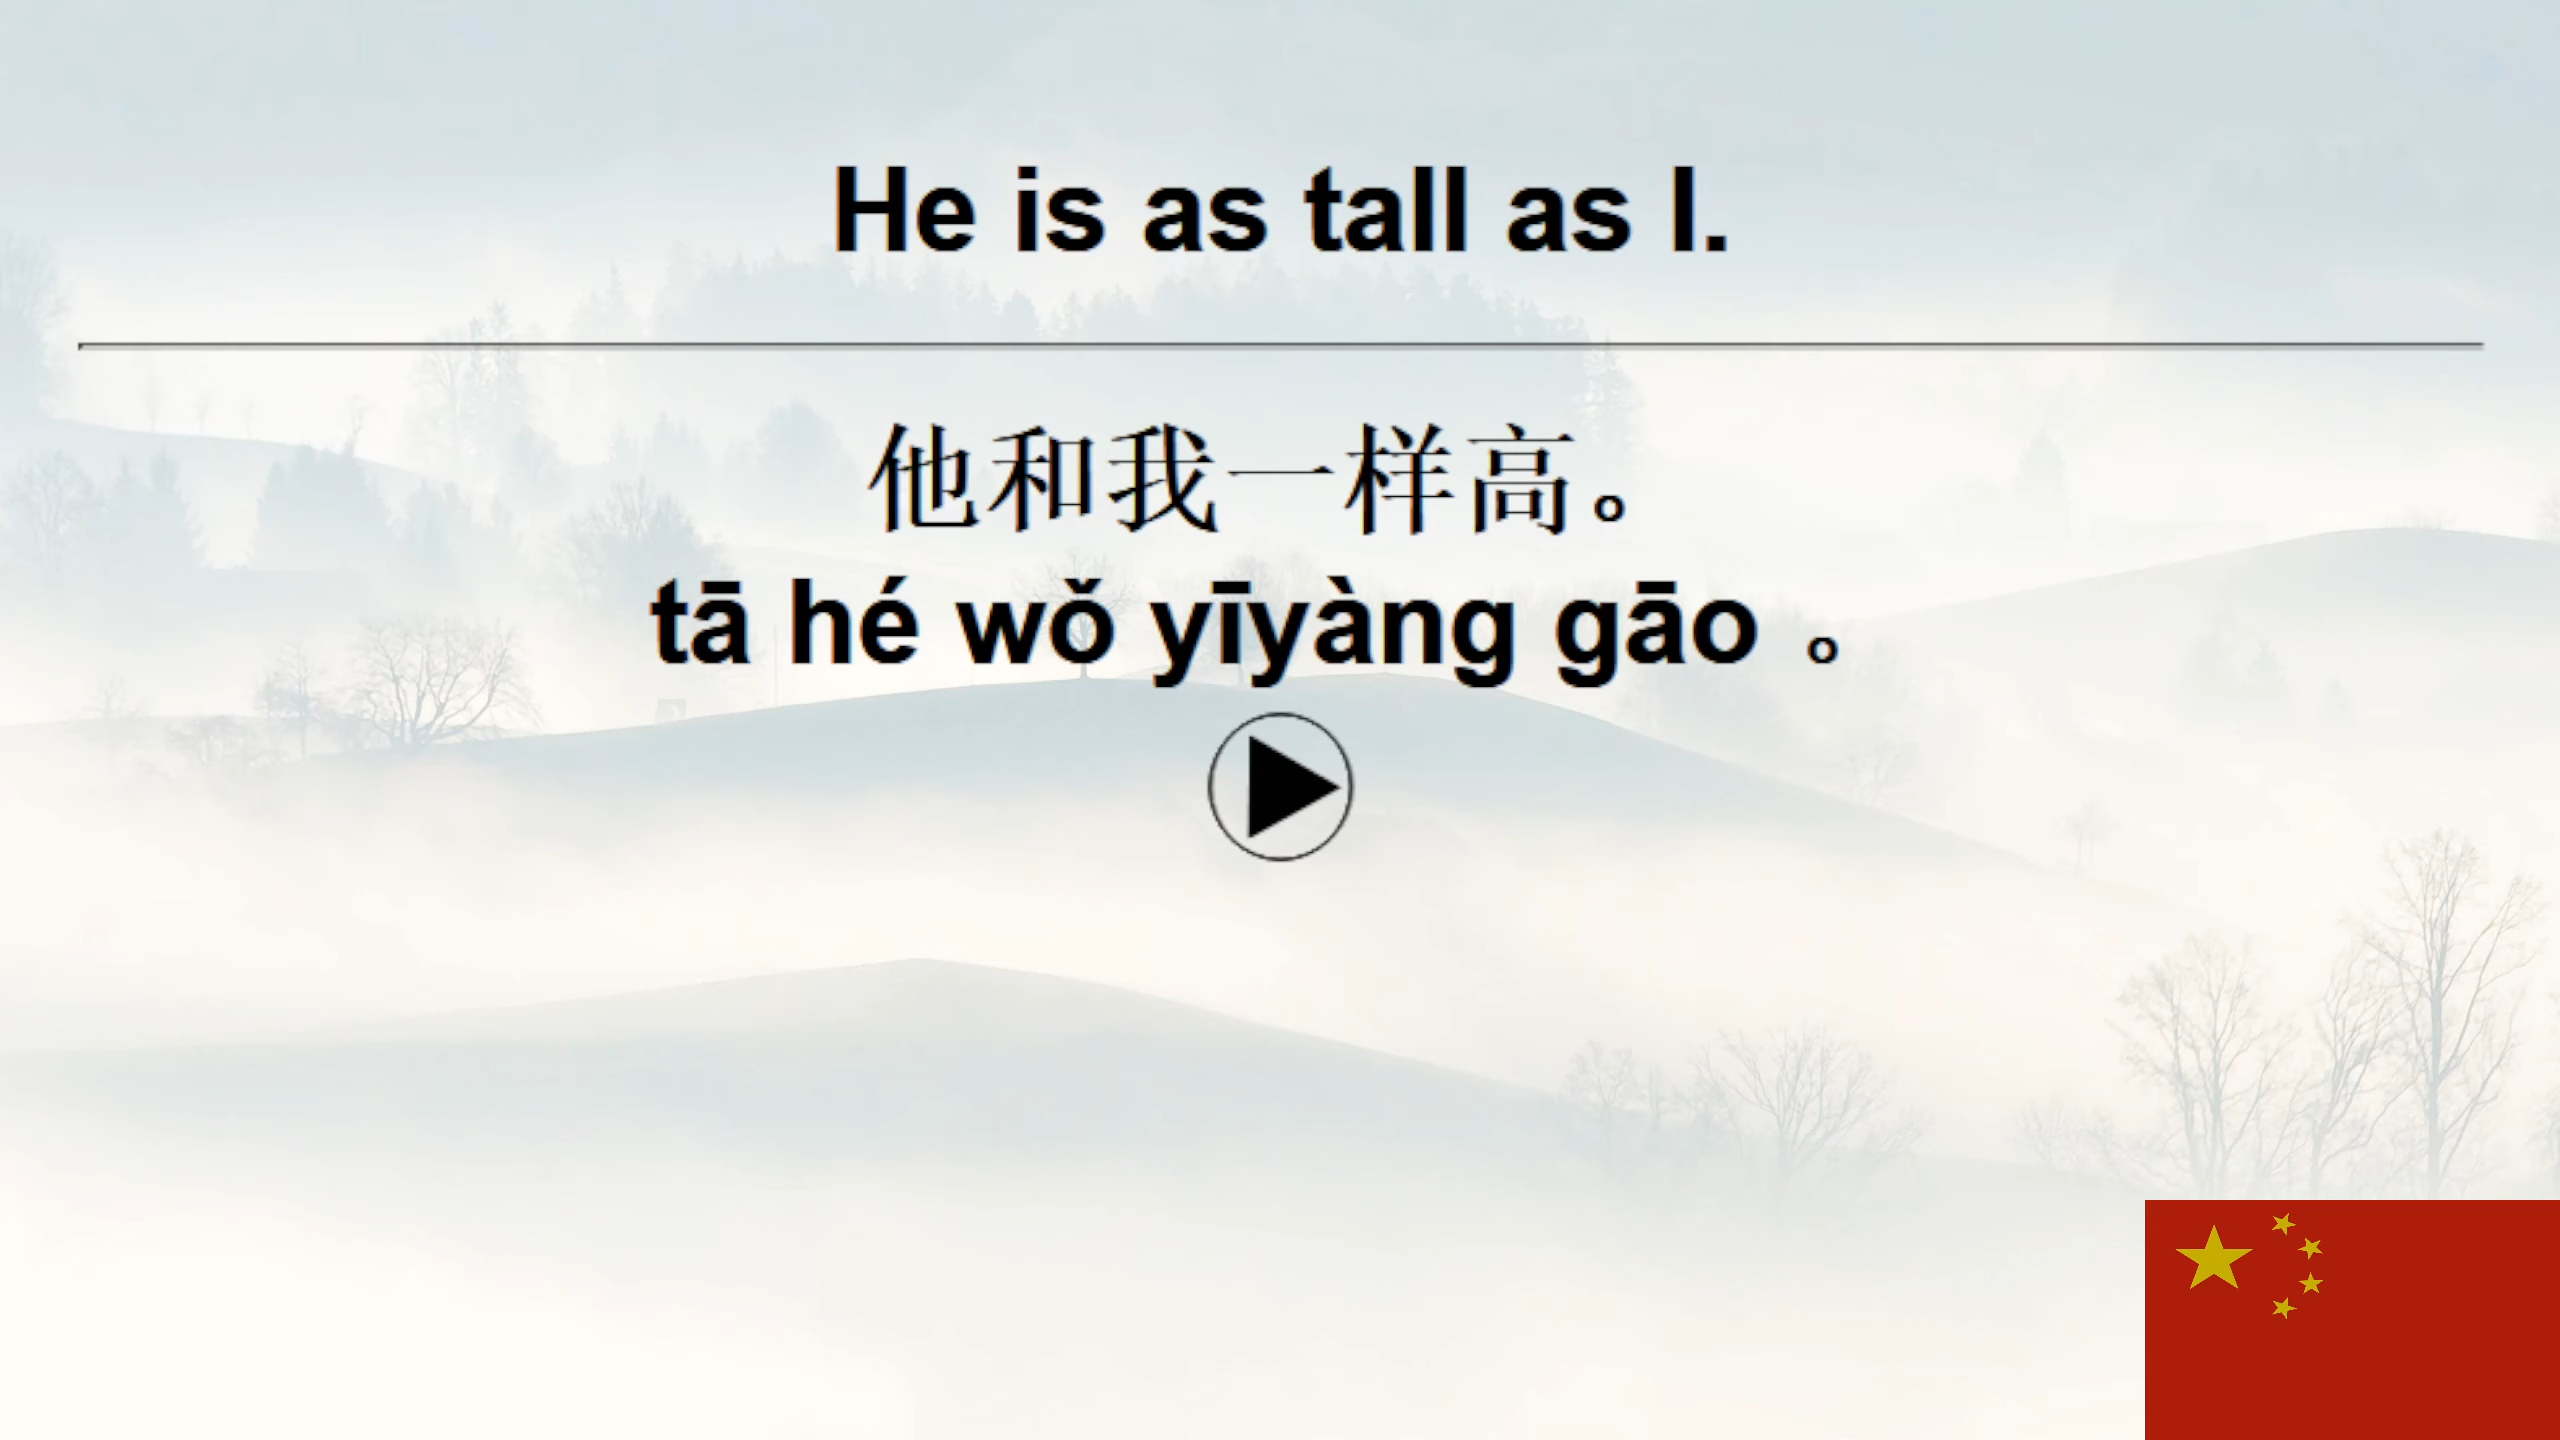 He is as tall as I.
他和我一样高。
tā hé wǒ yīyàng gāo 。